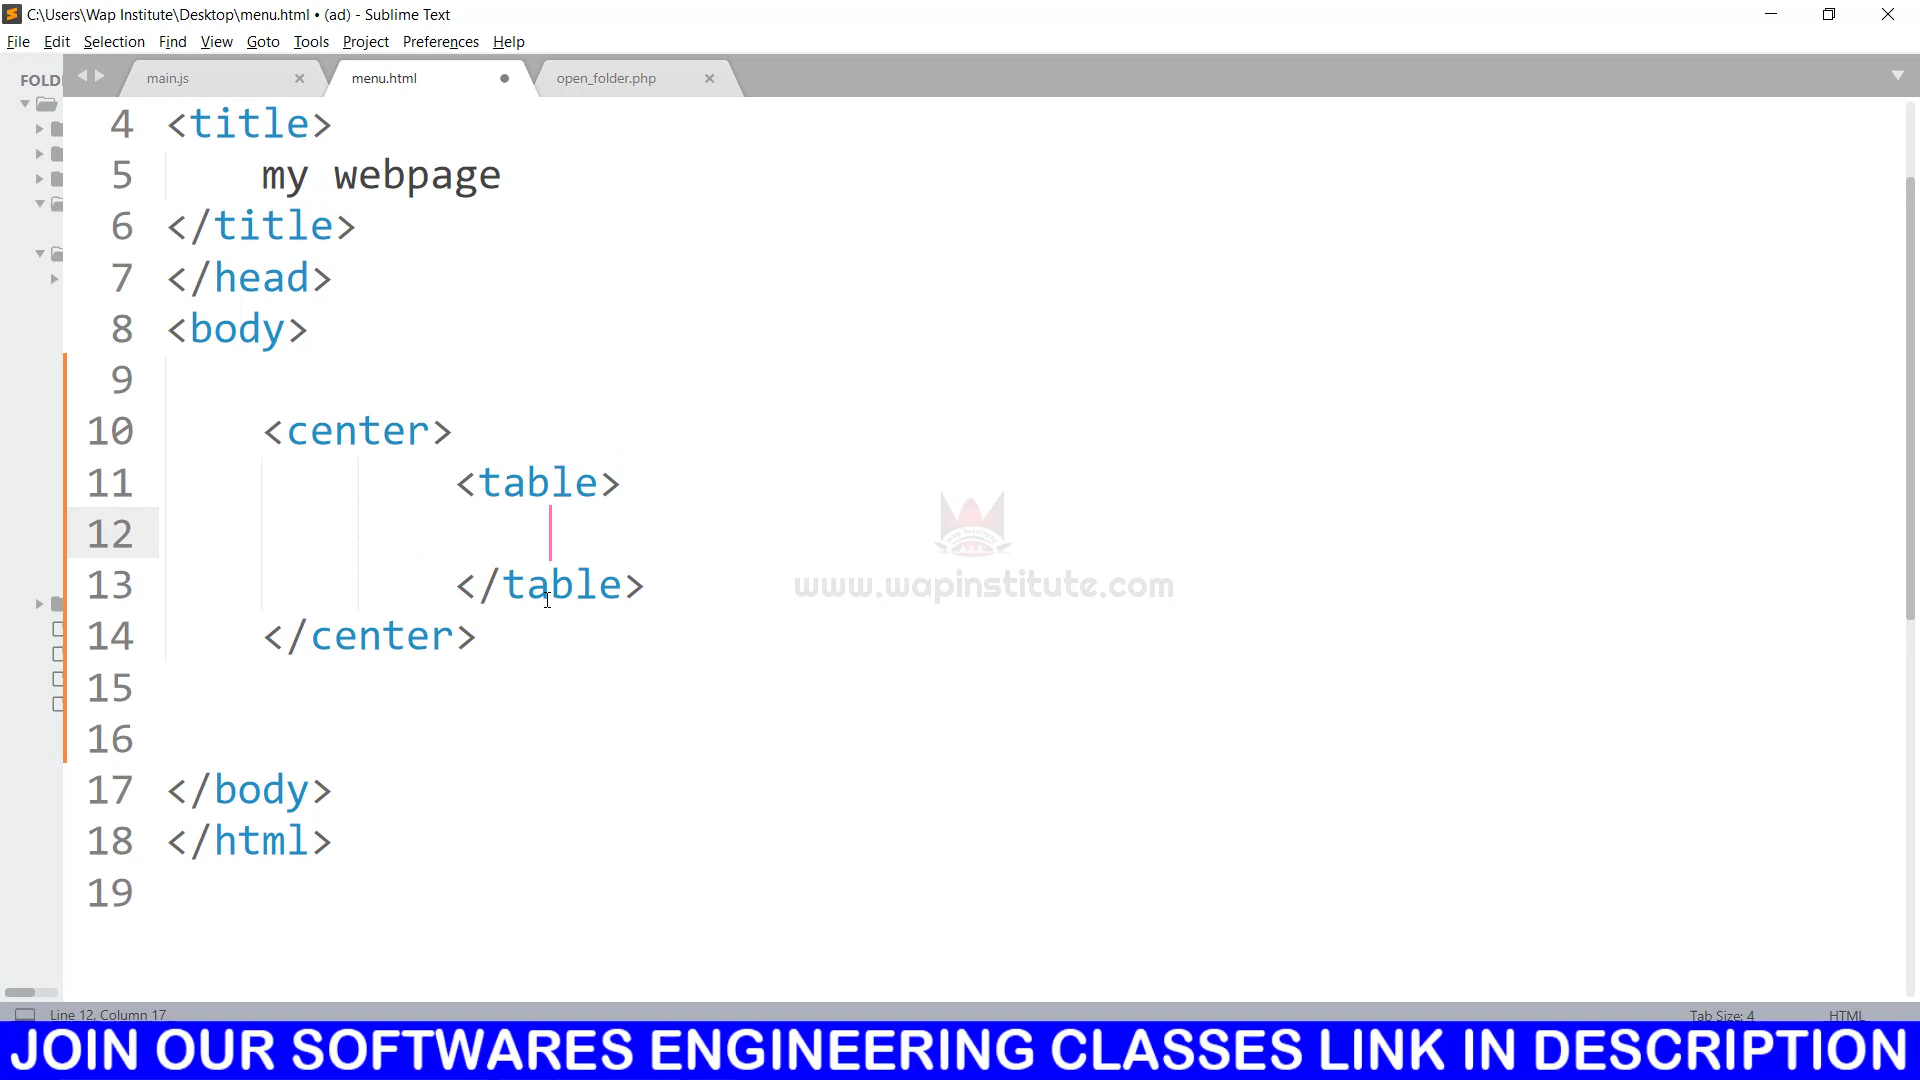 C:\Users\Wap Institute\Desktop\menu.html • (ad) - Sublime Text
File Edit Selection Find View Goto Tools Project Preferences Help
FOLD
main.js
menu.html
open_folder.php
4 <title>
5 my webpage
6 </title>
7 </head>
8 <body>
9
10 <center>
11 <table>
12
13 </table>
14 </center>
15
16
17 </body>
18 </html>
19
www.wapinstitute.com
Line 12, Column 17
Tab Size: 4
HTML
JOIN OUR SOFTWARES ENGINEERING CLASSES LINK IN DESCRIPTION